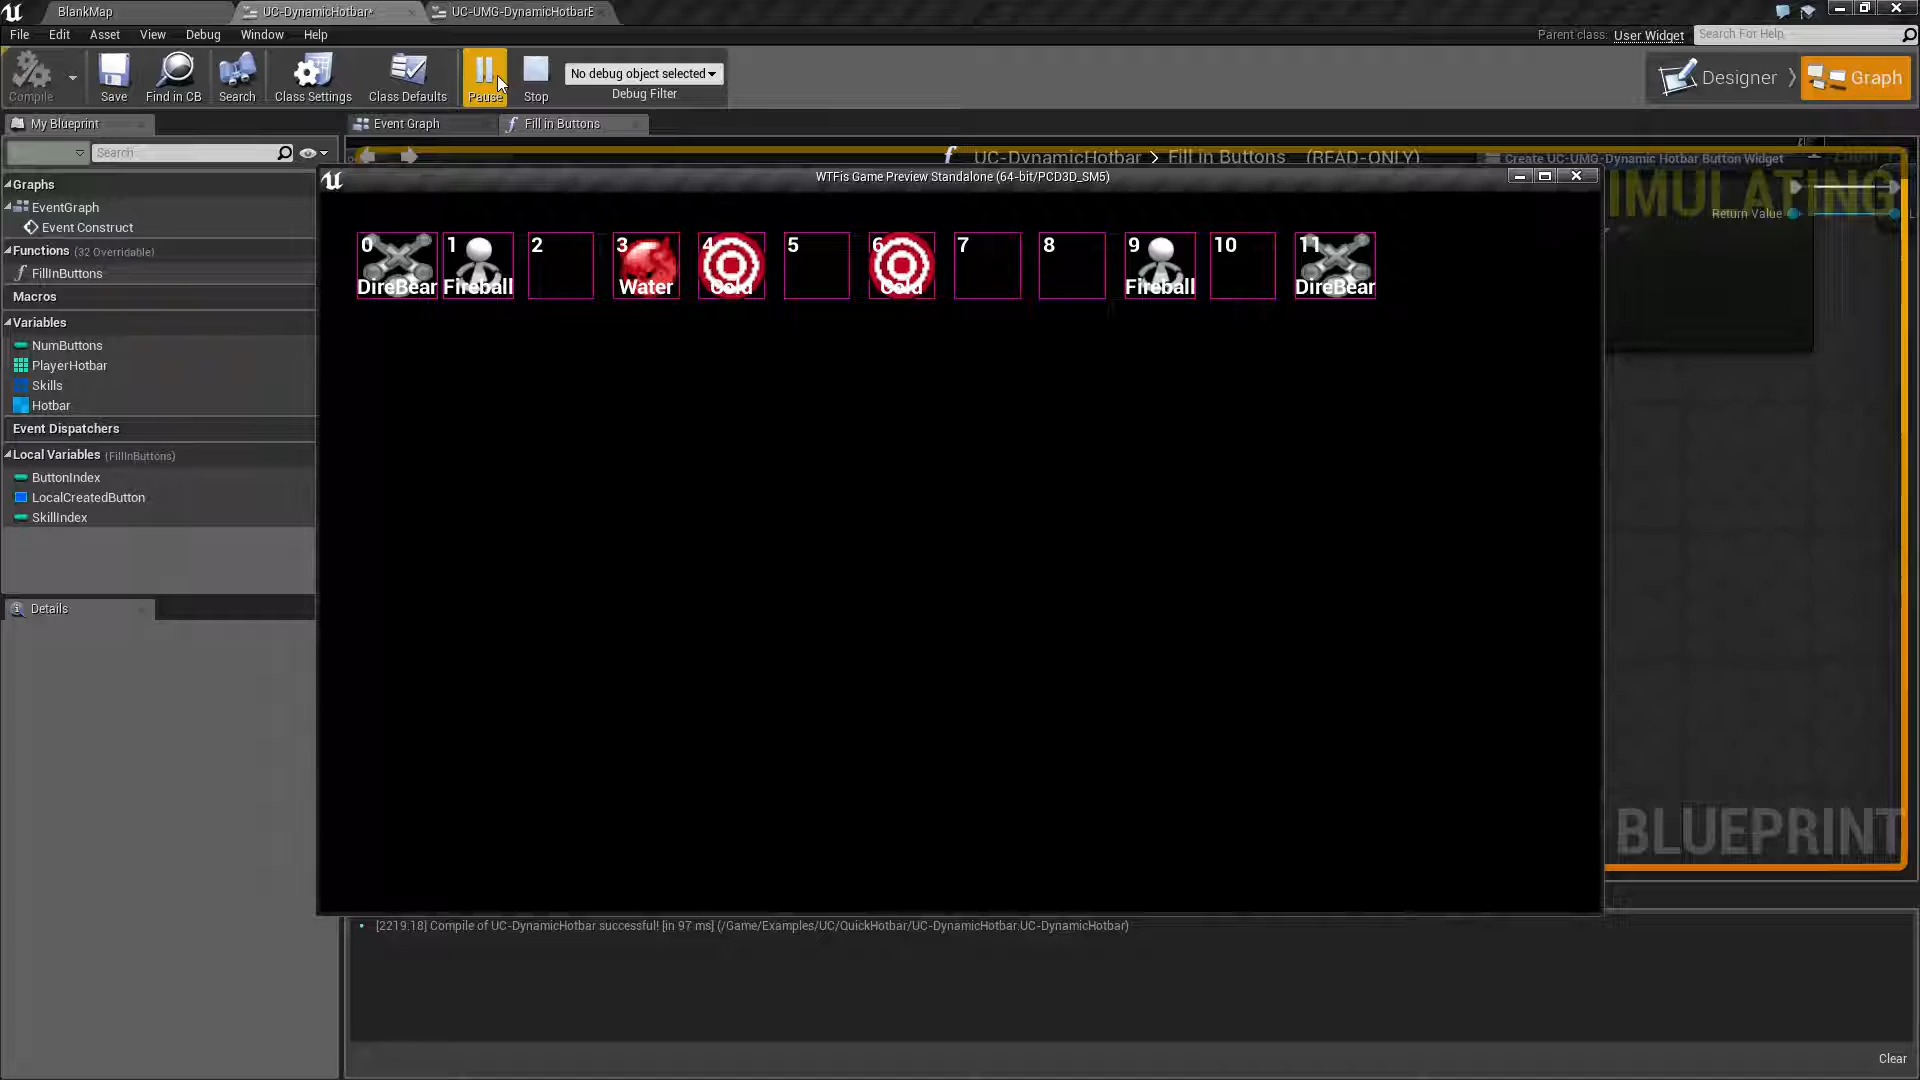 BlankMap
UC-DynamicHotbar*
UC-UMG-DynamicHotbarE
File Edit Asset View Debug Window Help
Parent class: User Widget
Search For Help
Compile
Save
Find in CB
Search
Class Settings
Class Defaults
Pause
Stop
No debug object selected
Debug Filter
Designer
Graph
My Blueprint
Event Graph
Fill in Buttons
Search
UC-DynamicHotbar > Fill in Buttons (READ-ONLY)
Create UC-UMG-Dynamic Hotbar Button Widget
WTFis Game Preview Standalone (64-bit/PCD3D_SM5)
IMULATING
Return Value
Graphs
EventGraph
Event Construct
Functions (32 Overridable)
FillInButtons
Macros
Variables
NumButtons
PlayerHotbar
Skills
Hotbar
Event Dispatchers
Local Variables (FillInButtons)
ButtonIndex
LocalCreatedButton
SkillIndex
Details
0 1 2 3 4 5 6 7 8 9 10 11
DireBear Fireball Water Cold Cold Fireball DireBear
BLUEPRINT
[2219.18] Compile of UC-DynamicHotbar successful! [in 97 ms] (/Game/Examples/UC/QuickHotbar/UC-DynamicHotbar.UC-DynamicHotbar)
Clear